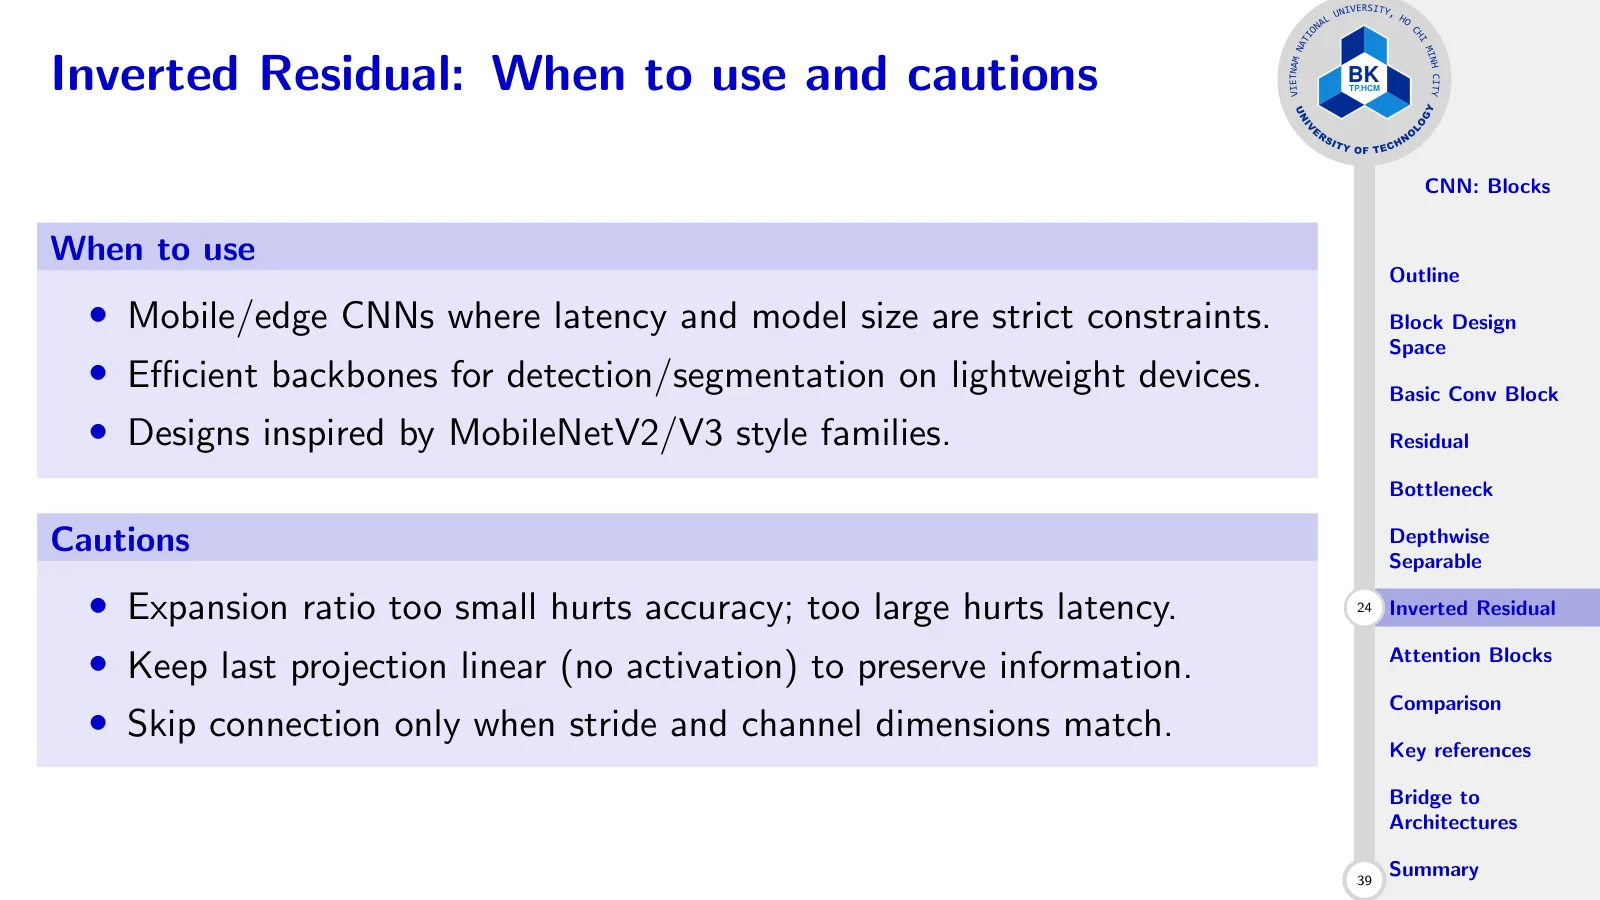 Inverted Residual: When to use and cautions
VIETNAM NATIONAL UNIVERSITY, HO CHI MINH CITY
BK
TP.HCM
UNIVERSITY OF TECHNOLOGY
When to use
• Mobile/edge CNNs where latency and model size are strict constraints.
• Efficient backbones for detection/segmentation on lightweight devices.
• Designs inspired by MobileNetV2/V3 style families.
Cautions
• Expansion ratio too small hurts accuracy; too large hurts latency.
• Keep last projection linear (no activation) to preserve information.
• Skip connection only when stride and channel dimensions match.
CNN: Blocks
Outline
Block Design
Space
Basic Conv Block
Residual
Bottleneck
Depthwise
Separable
24 Inverted Residual
Attention Blocks
Comparison
Key references
Bridge to
Architectures
Summary
39